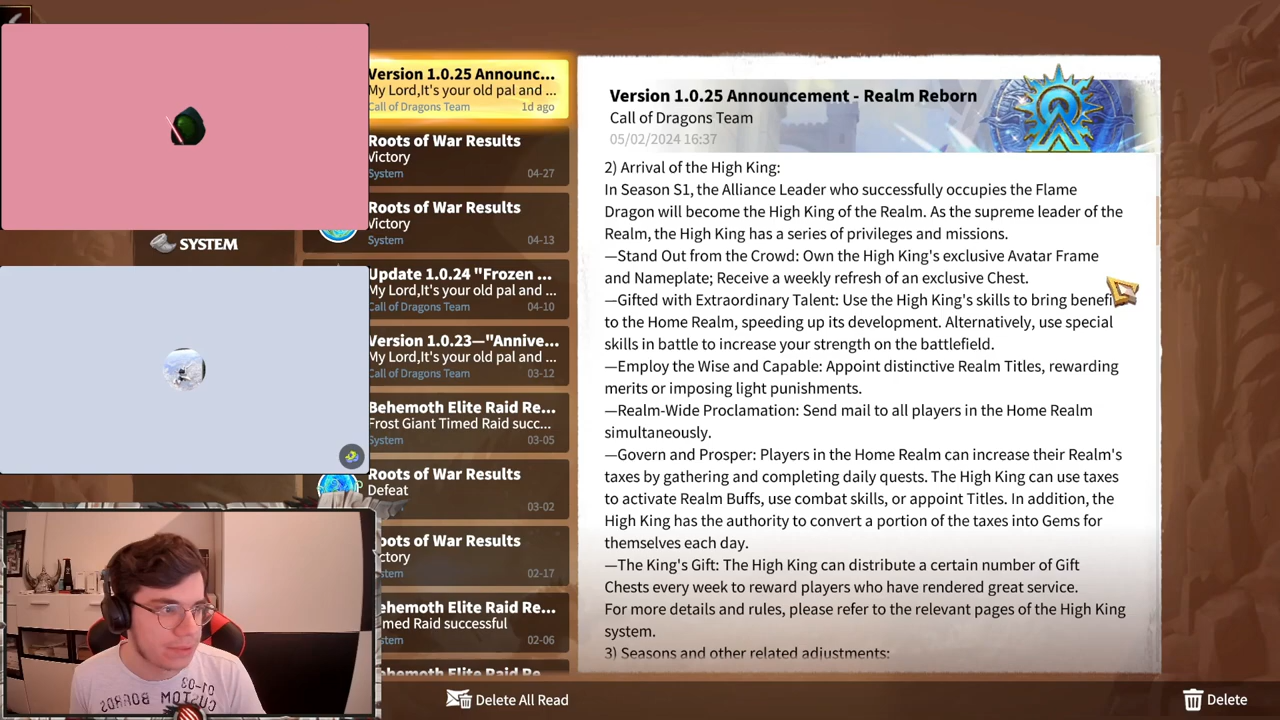 SYSTEM
Version 1.0.25 Announc...
My Lord,It's your old pal and ...
Call of Dragons Team 1d ago
Roots of War Results
Victory
System 04-27
Roots of War Results
Victory
System 04-13
Update 1.0.24 "Frozen ...
My Lord,It's your old pal and ...
Call of Dragons Team 04-10
Version 1.0.23—"Annive...
My Lord,It's your old pal and ...
Call of Dragons Team 03-12
Behemoth Elite Raid Re...
Frost Giant Timed Raid succ...
System 03-05
Roots of War Results
Defeat
03-02
oots of War Results
ictory
stem 02-17
ehemoth Elite Raid Re...
med Raid successful
stem 02-06
ehemoth Elite Raid Re
Delete All Read
Version 1.0.25 Announcement - Realm Reborn
Call of Dragons Team
05/02/2024 16:37
2) Arrival of the High King:
In Season S1, the Alliance Leader who successfully occupies the Flame
Dragon will become the High King of the Realm. As the supreme leader of the
Realm, the High King has a series of privileges and missions.
—Stand Out from the Crowd: Own the High King's exclusive Avatar Frame
and Nameplate; Receive a weekly refresh of an exclusive Chest.
—Gifted with Extraordinary Talent: Use the High King's skills to bring benefi
to the Home Realm, speeding up its development. Alternatively, use special
skills in battle to increase your strength on the battlefield.
—Employ the Wise and Capable: Appoint distinctive Realm Titles, rewarding
merits or imposing light punishments.
—Realm-Wide Proclamation: Send mail to all players in the Home Realm
simultaneously.
—Govern and Prosper: Players in the Home Realm can increase their Realm's
taxes by gathering and completing daily quests. The High King can use taxes
to activate Realm Buffs, use combat skills, or appoint Titles. In addition, the
High King has the authority to convert a portion of the taxes into Gems for
themselves each day.
—The King's Gift: The High King can distribute a certain number of Gift
Chests every week to reward players who have rendered great service.
For more details and rules, please refer to the relevant pages of the High King
system.
3) Seasons and other related adjustments:
Delete